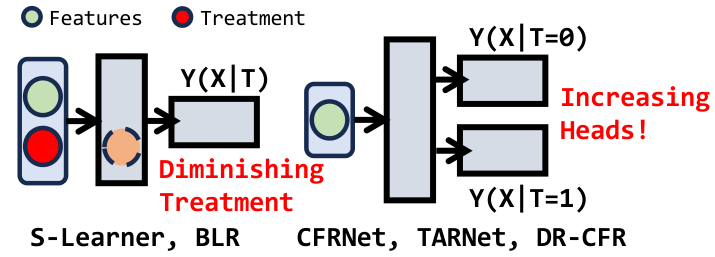 Features Treatment
Y(X|T)
Diminishing
Treatment
S-Learner, BLR
Y(X|T=0)
Increasing
Heads!
Y(X|T=1)
CFRNet, TARNet, DR-CFR